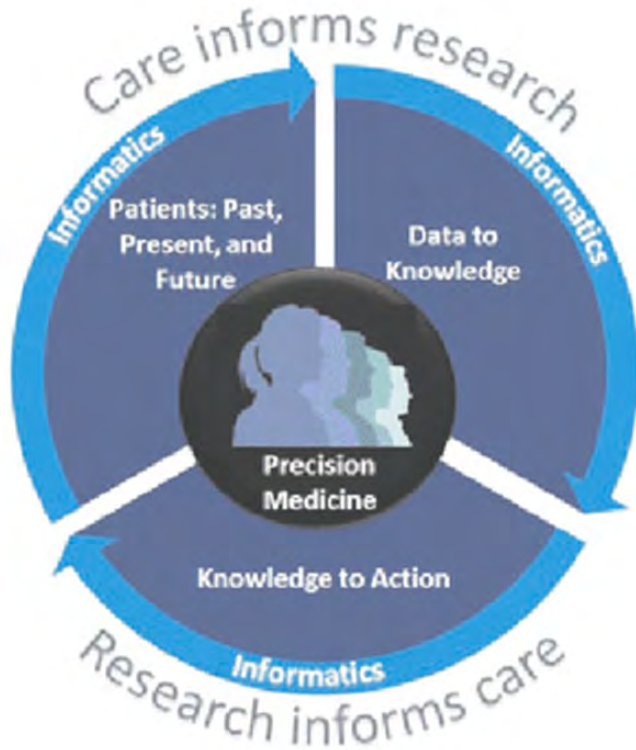 Care informs research
Informatics
Informatics
Patients: Past,
Present, and
Future
Data to
Knowledge
Precision
Medicine
Knowledge to Action
Informatics
Research informs care